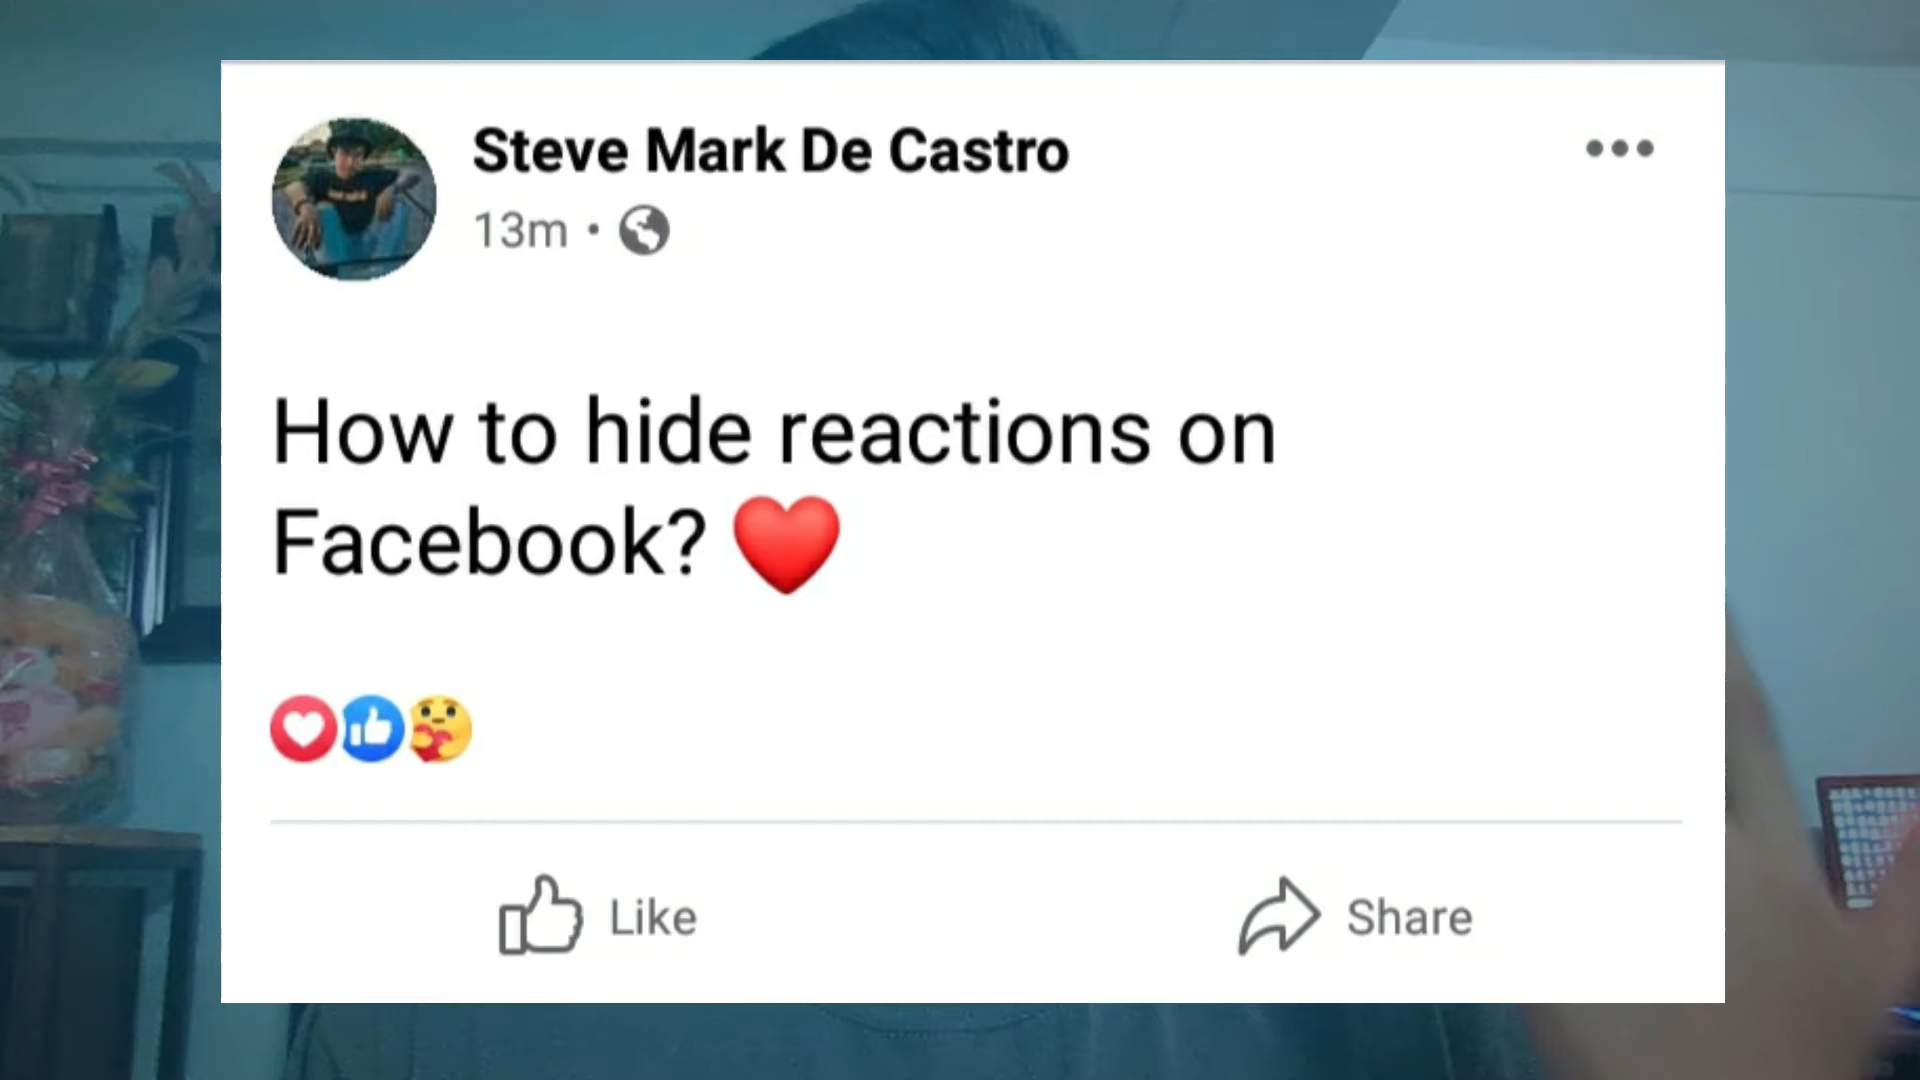 Steve Mark De Castro
13m ·
How to hide reactions on
Facebook? ❤️
Like
Share